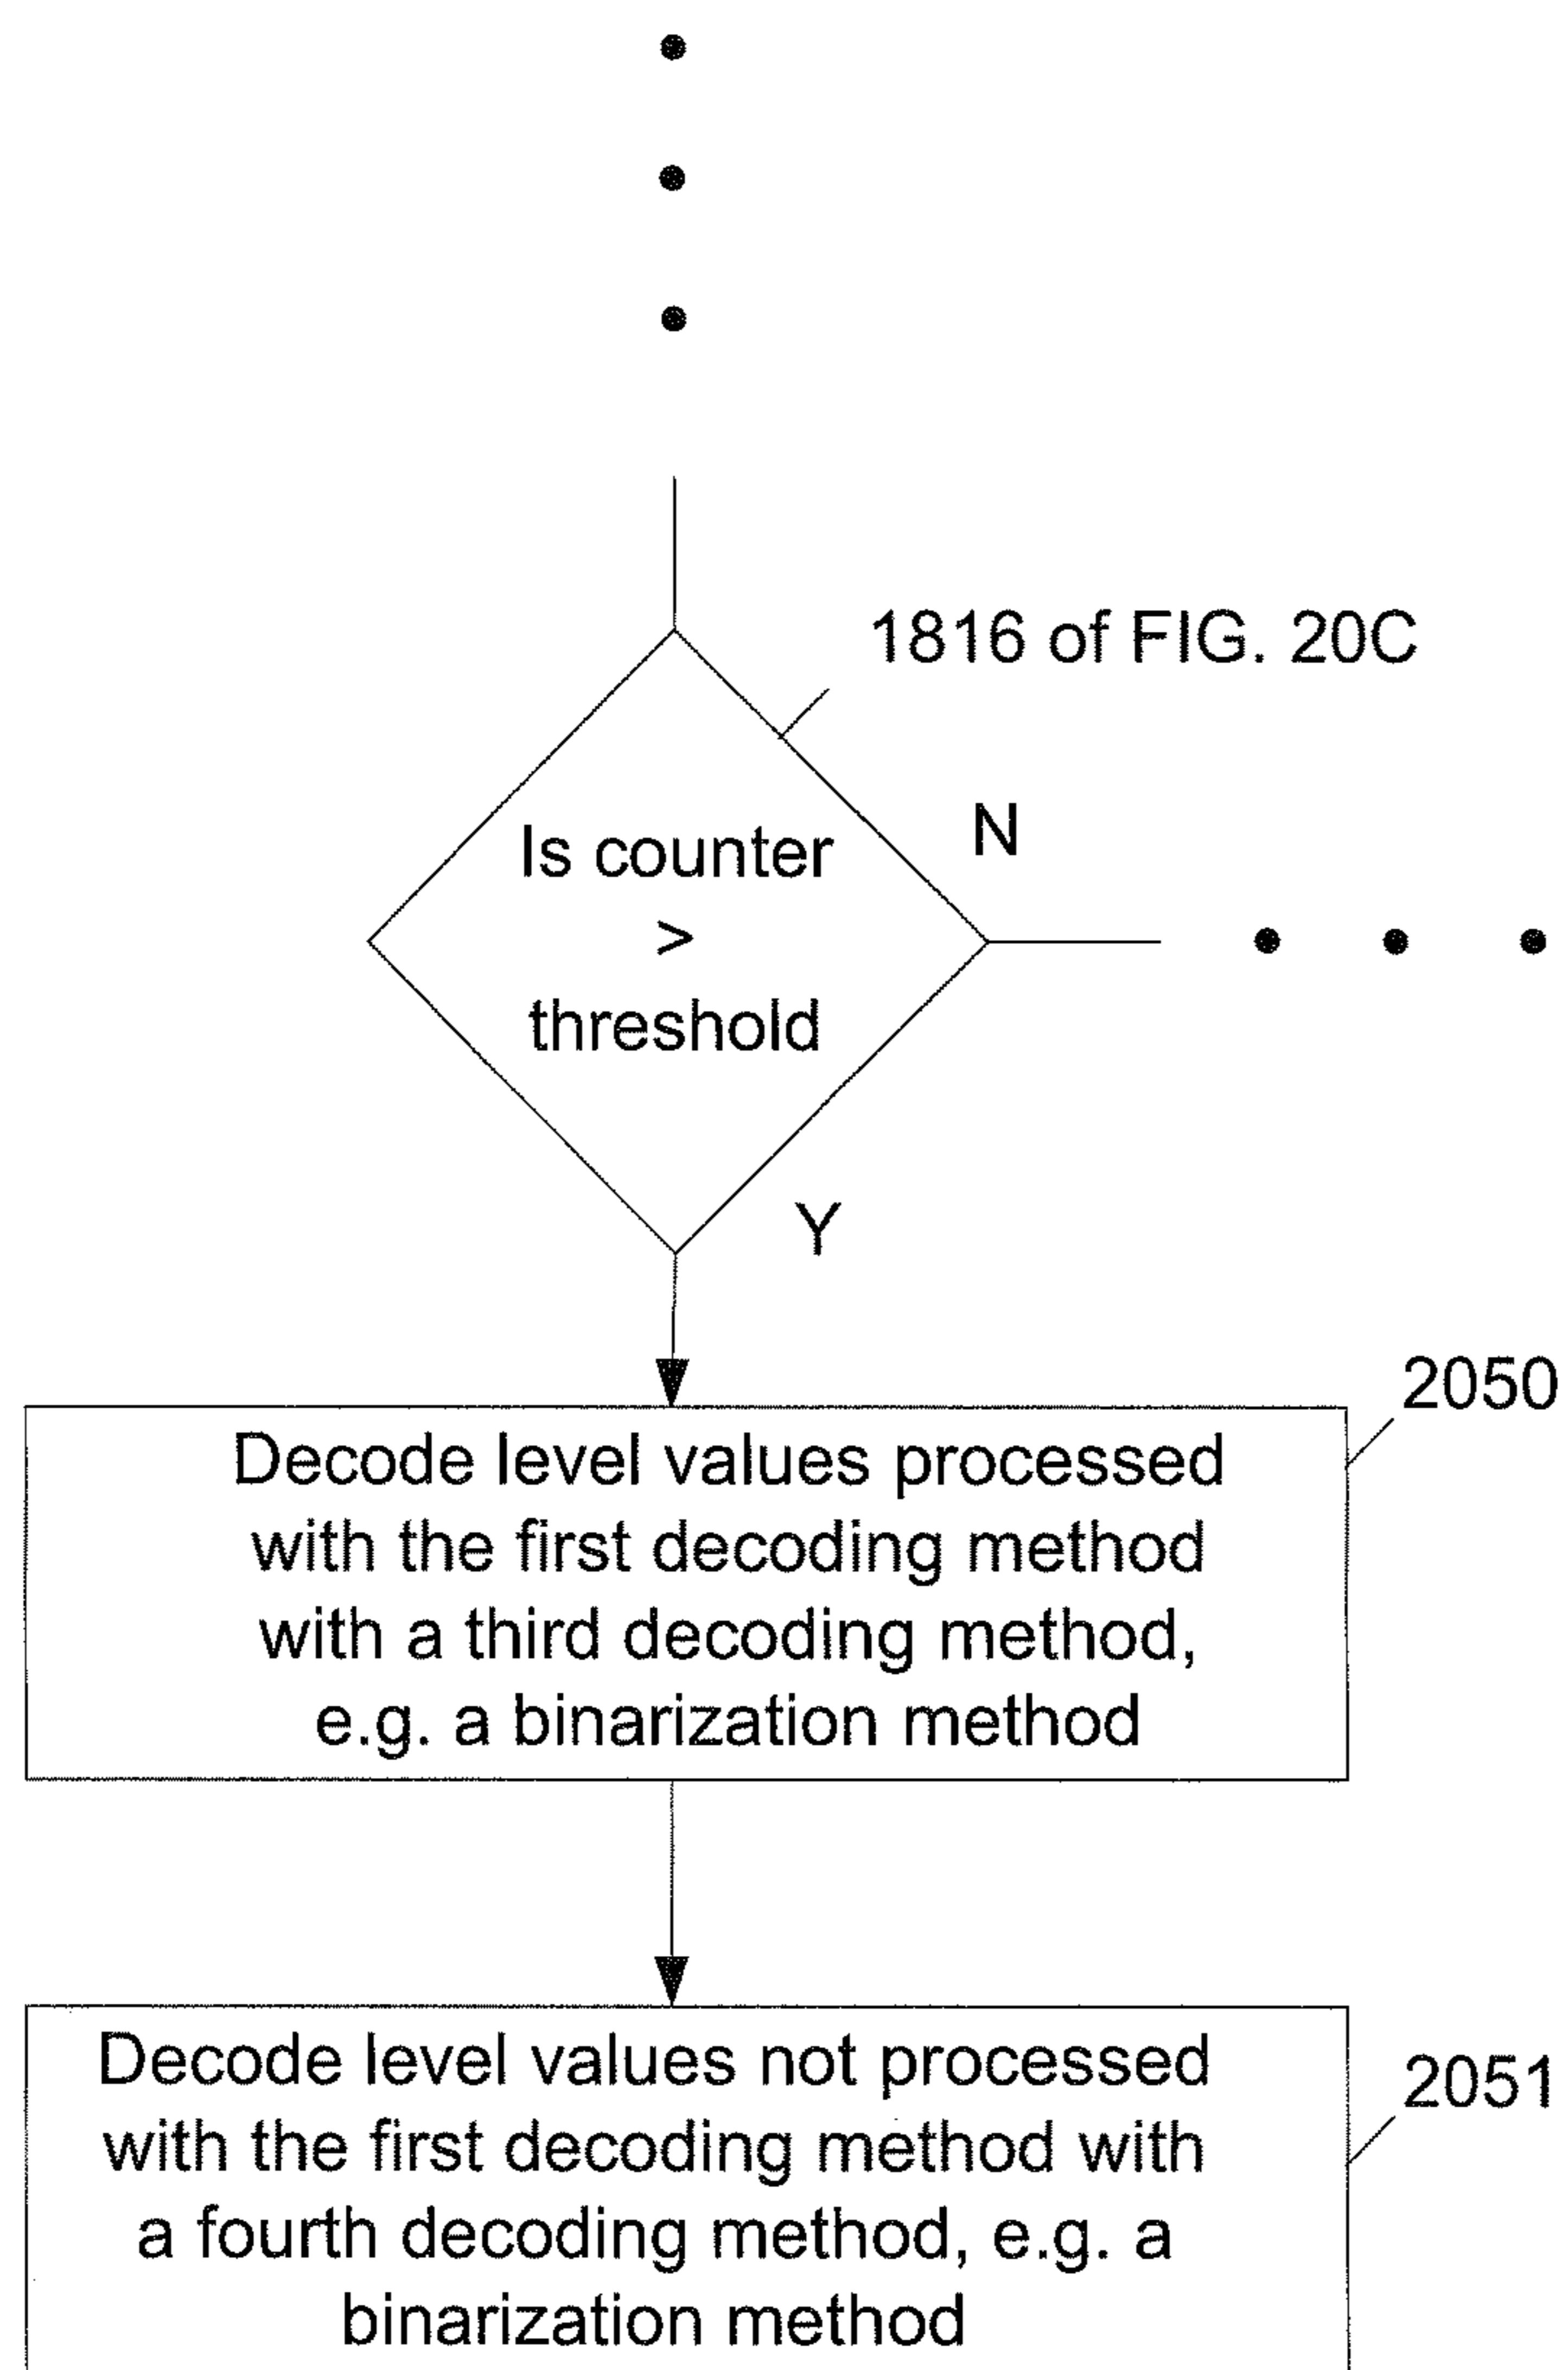 1816 of FIG. 20C
N
Is counter
>
threshold
Y
2050
Decode level values processed
with the first decoding method
with a third decoding method,
e.g. a binarization method
2051
Decode level values not processed
with the first decoding method with
a fourth decoding method, e.g. a
binarization method